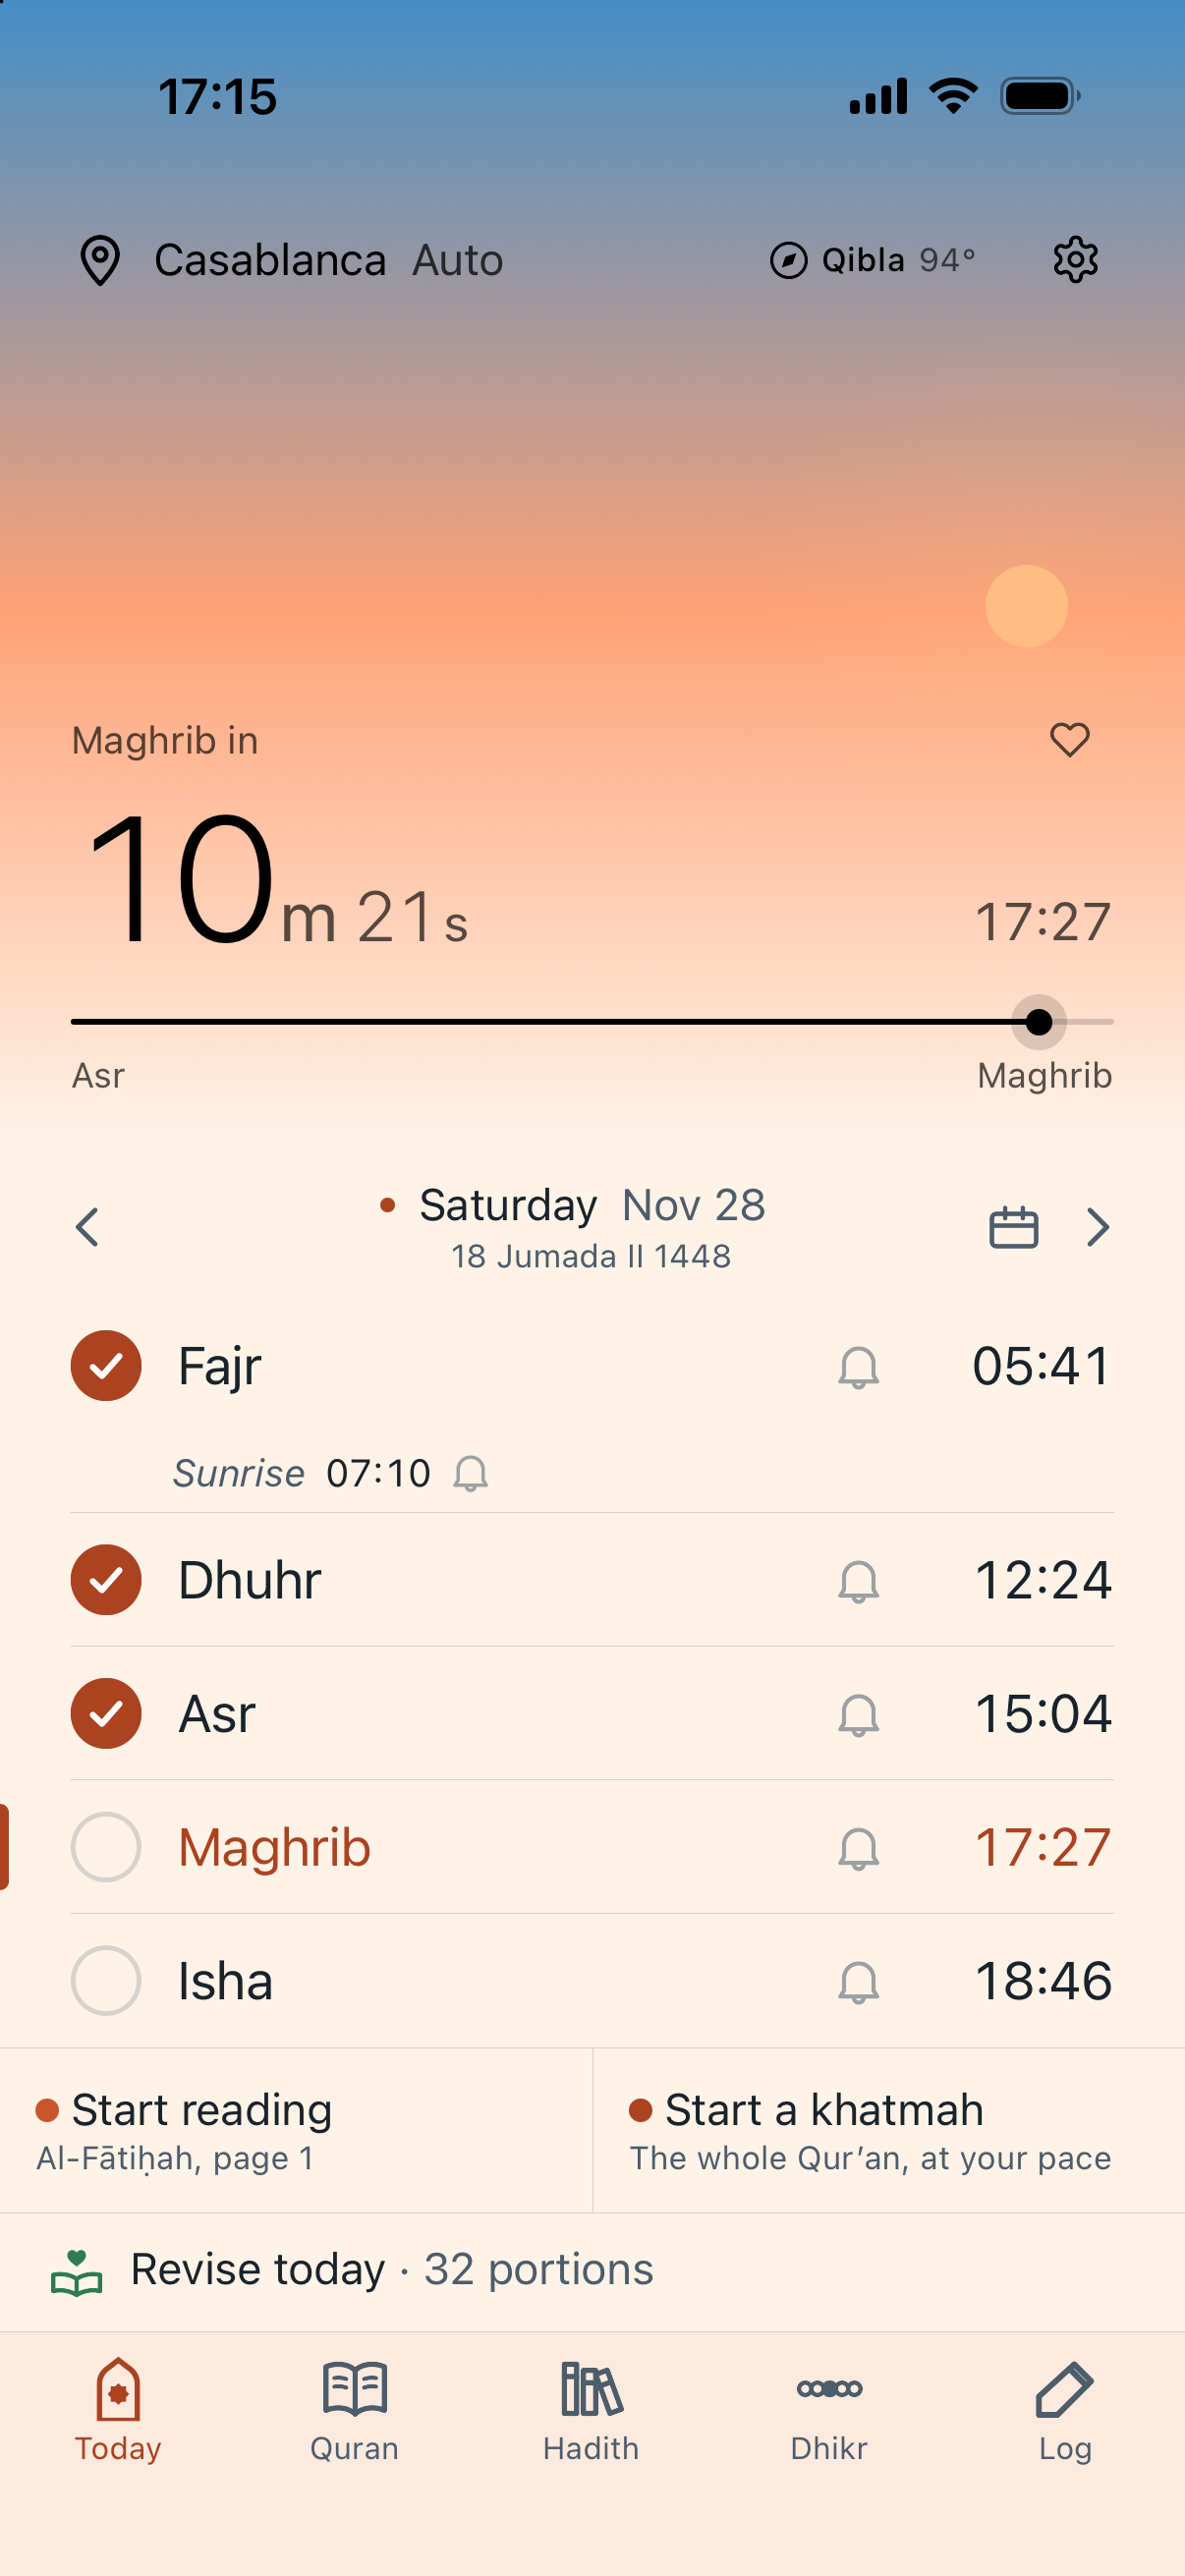 17:15
Casablanca Auto Qibla 94°
Maghrib in
10m 21s 17:27
Asr Maghrib
Saturday Nov 28
18 Jumada II 1448
Fajr 05:41
Sunrise 07:10
Dhuhr 12:24
Asr 15:04
Maghrib 17:27
Isha 18:46
Start reading
Al-Fātiḥah, page 1
Start a khatmah
The whole Qur’an, at your pace
Revise today · 32 portions
Today Quran Hadith Dhikr Log